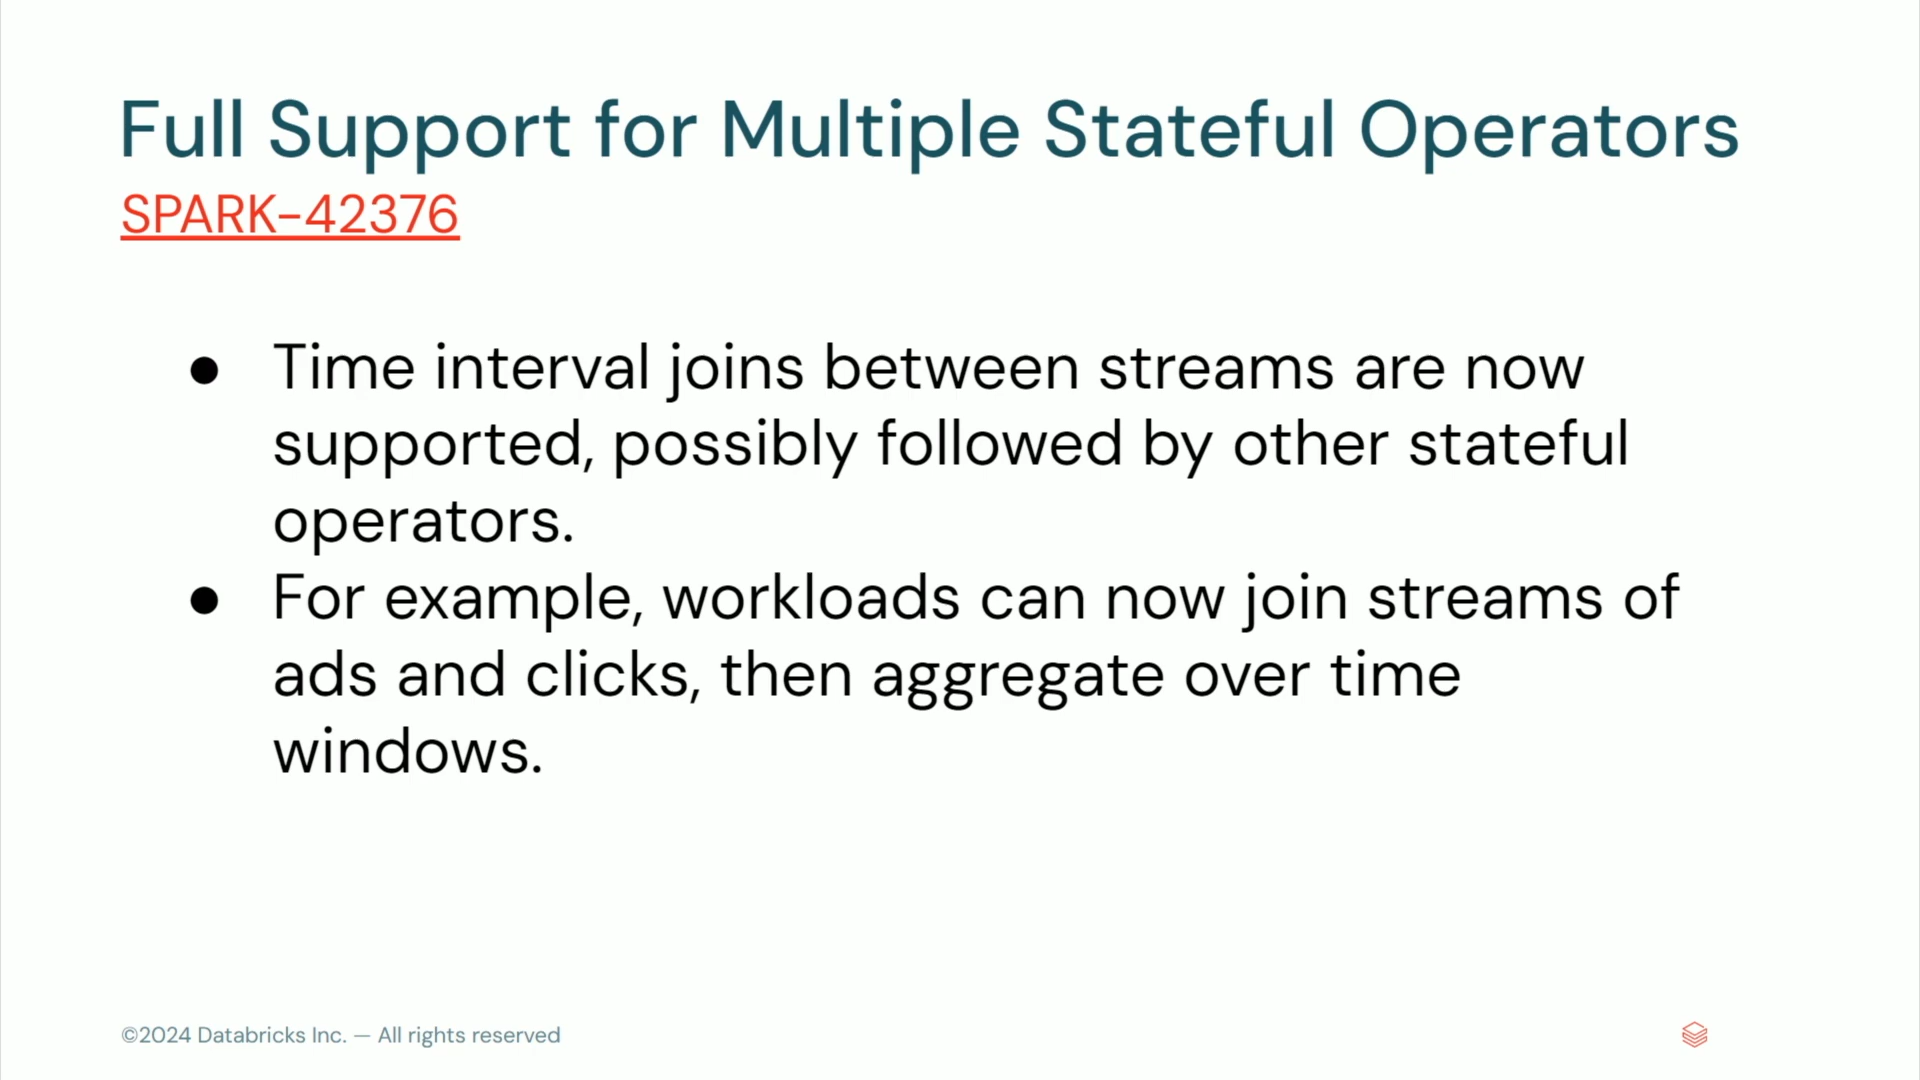 Full Support for Multiple Stateful Operators
SPARK-42376
● Time interval joins between streams are now
supported, possibly followed by other stateful
operators.
● For example, workloads can now join streams of
ads and clicks, then aggregate over time
windows.
©2024 Databricks Inc. — All rights reserved